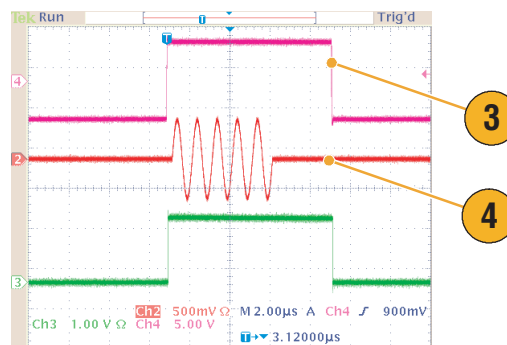 Tek Run Trig'd
T
T
4
3
2
4
3
Ch2 500mV Ω M 2.00µs A Ch4 ʃ 900mV
Ch3 1.00 V Ω Ch4 5.00 V
T→▼ 3.12000µs